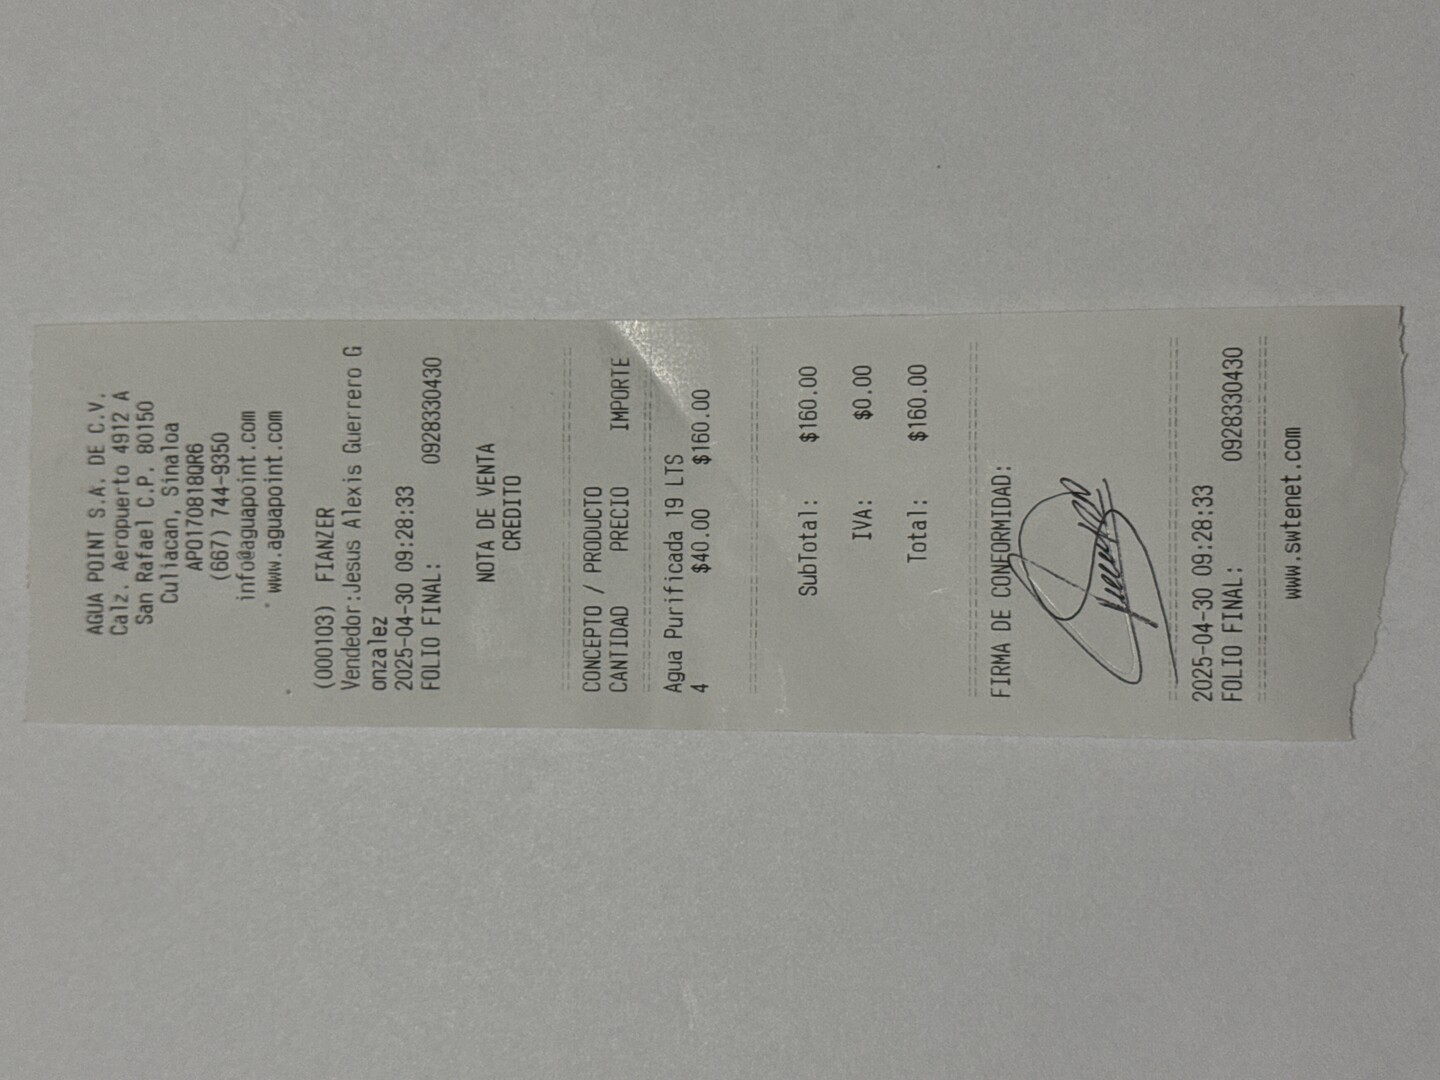 AGUA POINT S.A. DE C.V.
Calz. Aeropuerto 4912 A
San Rafael C.P. 80150
Culiacan, Sinaloa
APO170818QR6
(667) 744-9350
info@aguapoint.com
www.aguapoint.com
(000103) FIANZER
Vendedor:Jesus Alexis Guerrero G
onzalez
2025-04-30 09:28:33
FOLIO FINAL: 0928330430
NOTA DE VENTA
CREDITO
CONCEPTO / PRODUCTO
CANTIDAD PRECIO IMPORTE
Agua Purificada 19 LTS
4 $40.00 $160.00
SubTotal: $160.00
IVA: $0.00
Total: $160.00
FIRMA DE CONFORMIDAD:
2025-04-30 09:28:33
FOLIO FINAL: 0928330430
www.swtenet.com